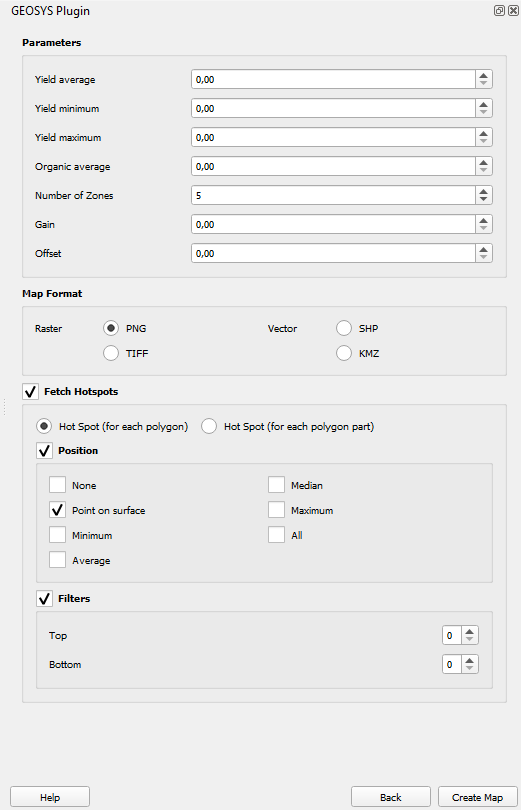 GEOSYS Plugin
Parameters
Yield average 0,00
Yield minimum 0,00
Yield maximum 0,00
Organic average 0,00
Number of Zones 5
Gain 0,00
Offset 0,00
Map Format
Raster PNG Vector SHP
TIFF KMZ
Fetch Hotspots
Hot Spot (for each polygon) Hot Spot (for each polygon part)
Position
None Median
Point on surface Maximum
Minimum All
Average
Filters
Top 0
Bottom 0
Help Back Create Map